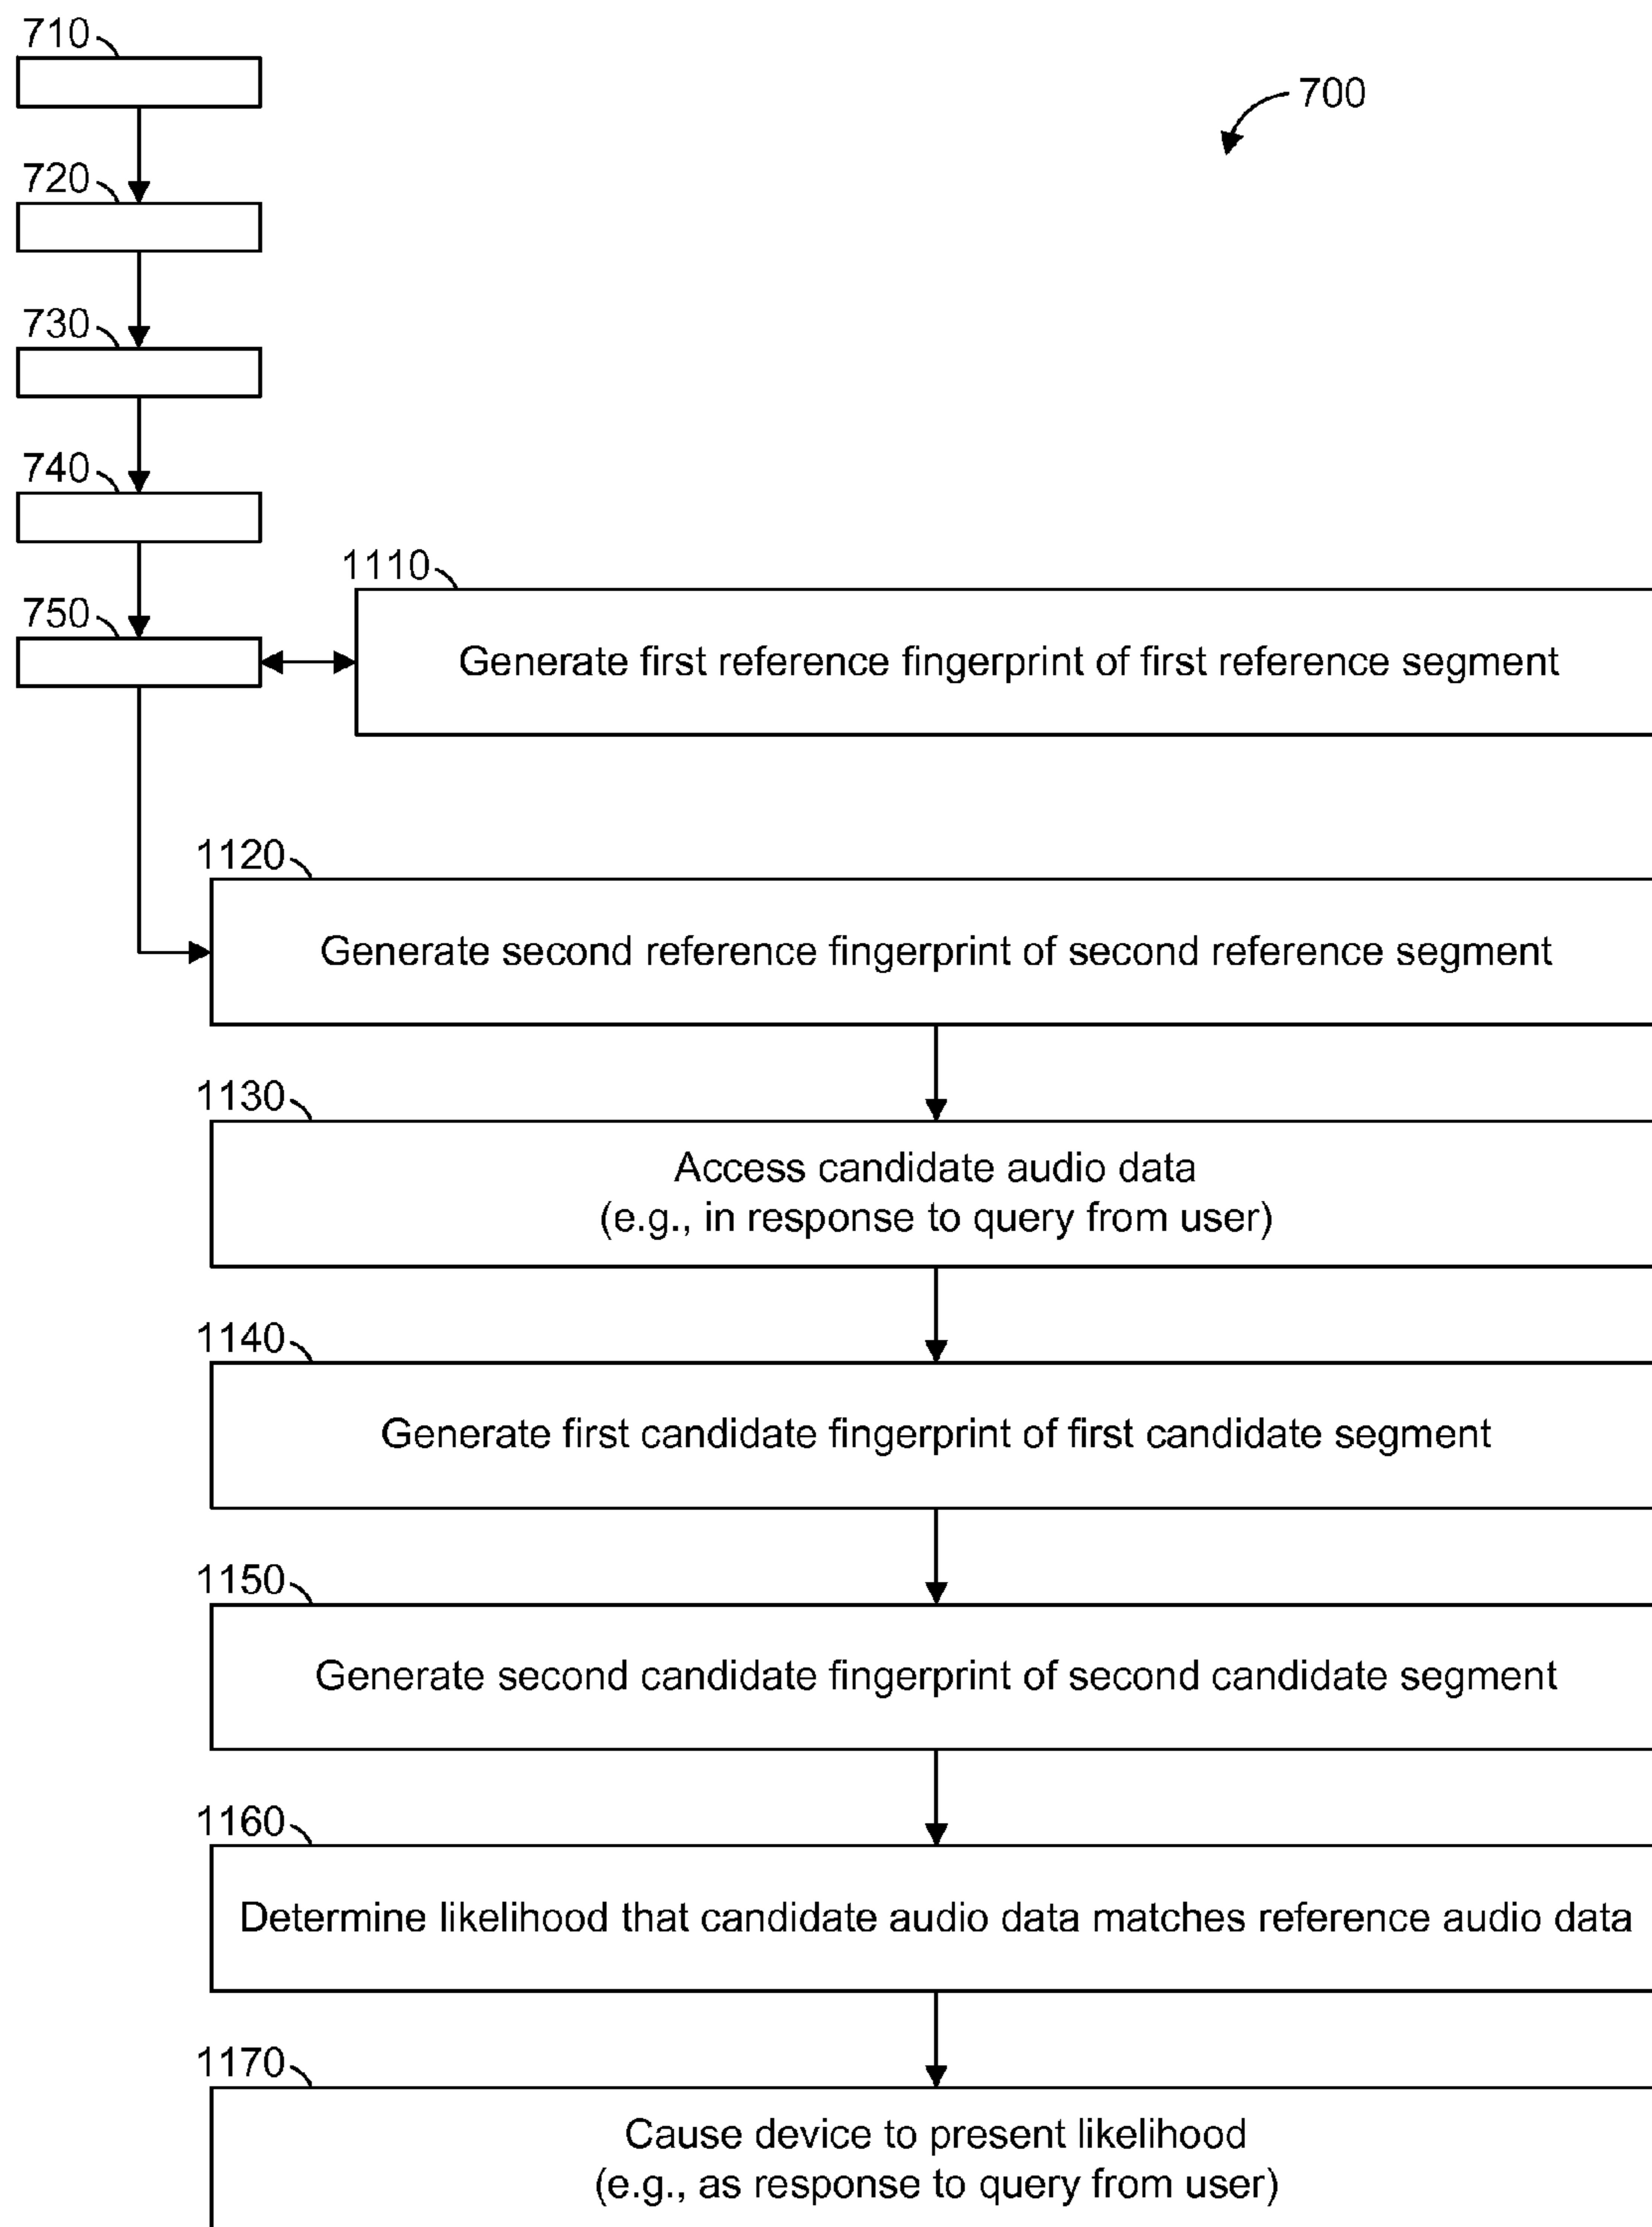 710
700
720
730
740
750
1110
Generate first reference fingerprint of first reference segment
1120
Generate second reference fingerprint of second reference segment
1130
Access candidate audio data
(e.g., in response to query from user)
1140
Generate first candidate fingerprint of first candidate segment
1150
Generate second candidate fingerprint of second candidate segment
1160
Determine likelihood that candidate audio data matches reference audio data
1170
Cause device to present likelihood
(e.g., as response to query from user)